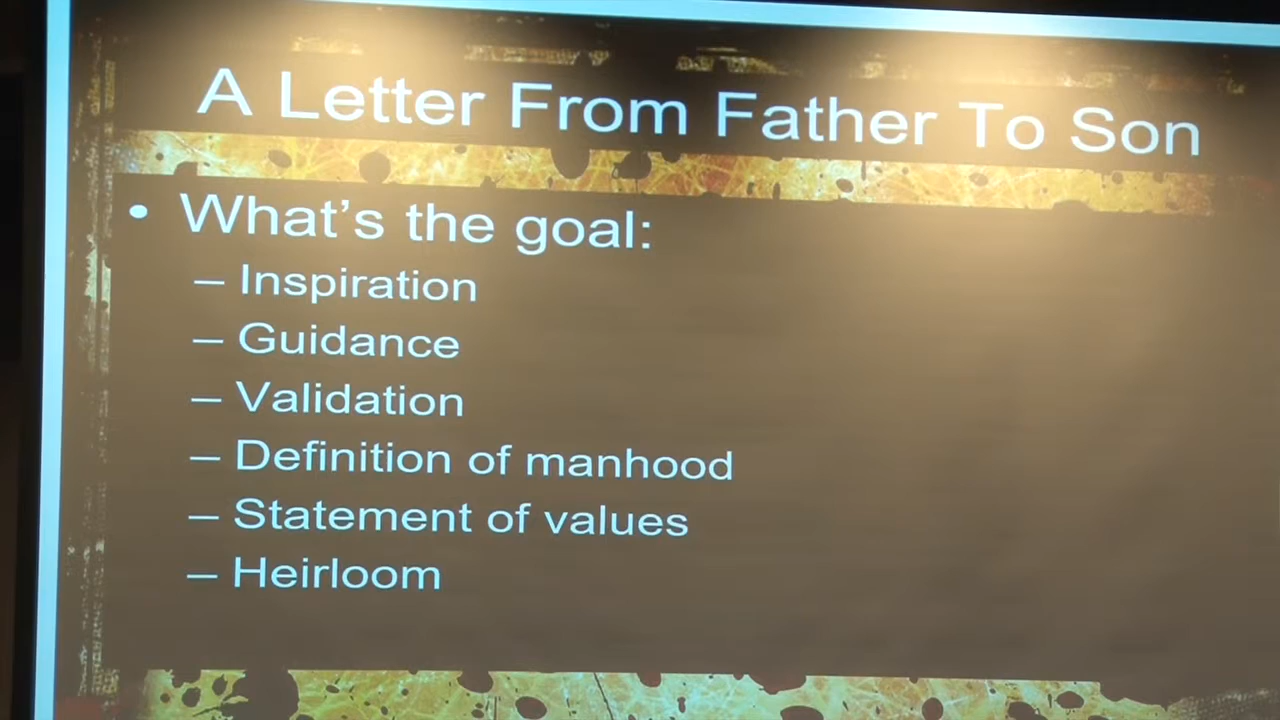 A Letter From Father To Son
• What's the goal:
– Inspiration
– Guidance
– Validation
– Definition of manhood
– Statement of values
– Heirloom